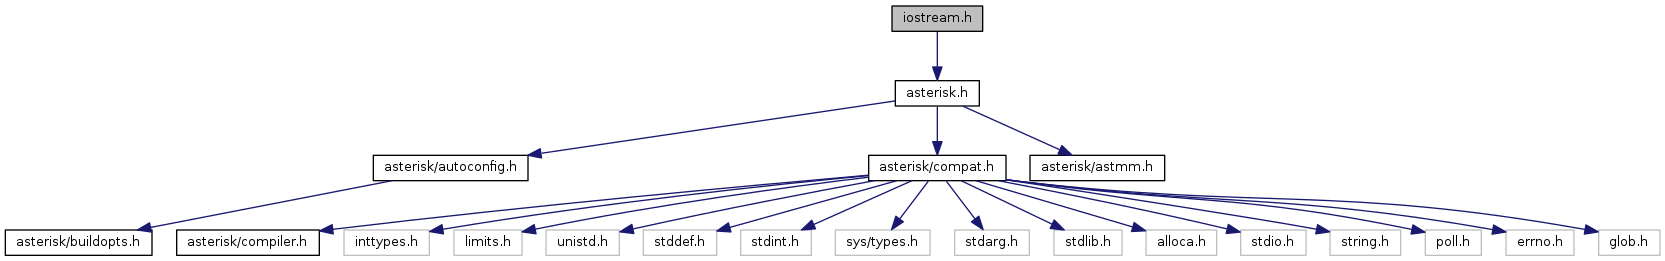 iostream.h
asterisk.h
asterisk/autoconfig.h
asterisk/compat.h
asterisk/astmm.h
asterisk/buildopts.h
asterisk/compiler.h
inttypes.h
limits.h
unistd.h
stddef.h
stdint.h
sys/types.h
stdarg.h
stdlib.h
alloca.h
stdio.h
string.h
poll.h
errno.h
glob.h